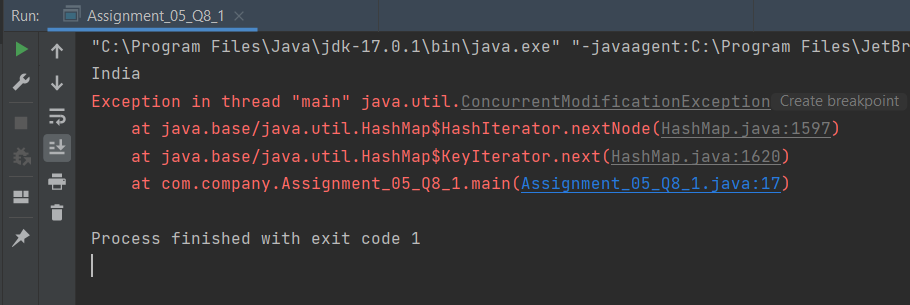 Run: Assignment_05_Q8_1
"C:\Program Files\Java\jdk-17.0.1\bin\java.exe" "-javaagent:C:\Program Files\JetBr
India
Exception in thread "main" java.util.ConcurrentModificationException Create breakpoint
at java.base/java.util.HashMap$HashIterator.nextNode(HashMap.java:1597)
at java.base/java.util.HashMap$KeyIterator.next(HashMap.java:1620)
at com.company.Assignment_05_Q8_1.main(Assignment_05_Q8_1.java:17)
Process finished with exit code 1